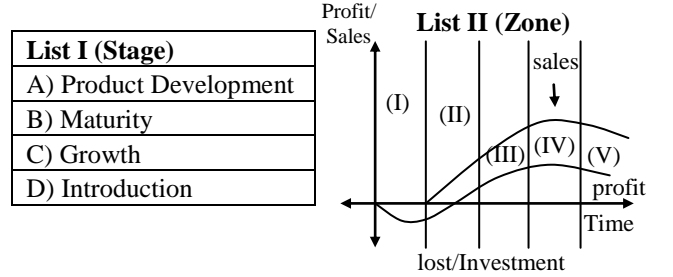 List I (Stage)
A) Product Development
B) Maturity
C) Growth
D) Introduction
Profit/
Sales
List II (Zone)
sales
(I)
(II)
(III)
(IV)
(V)
profit
Time
lost/Investment